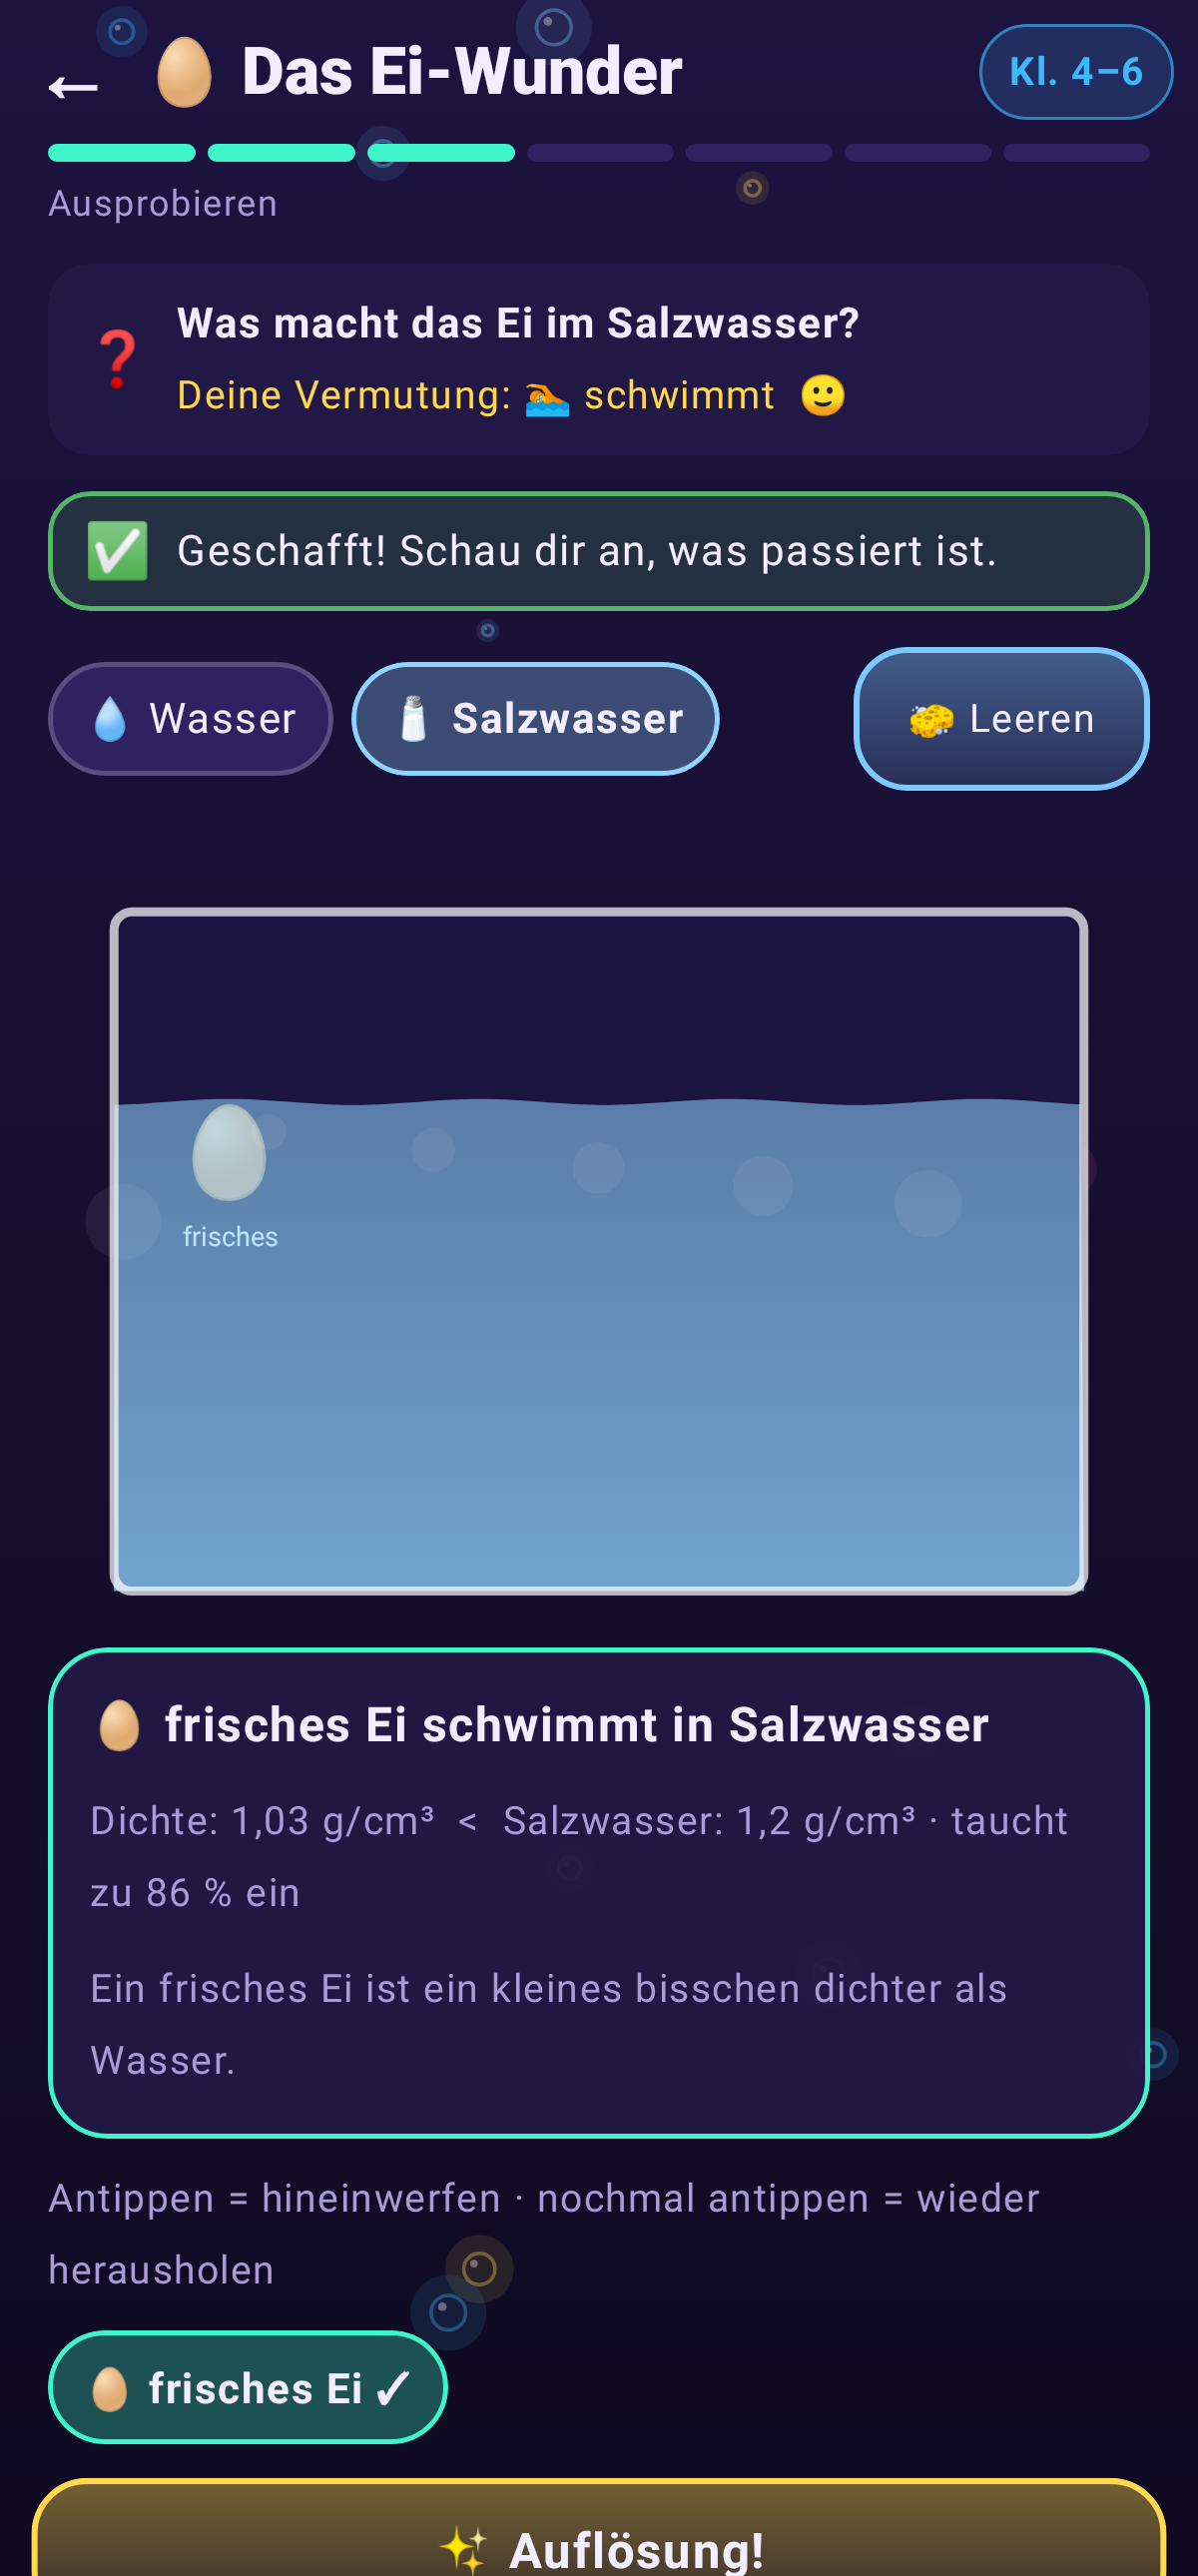 ← 🥚 Das Ei-Wunder
Kl. 4–6
Ausprobieren
❓ Was macht das Ei im Salzwasser?
Deine Vermutung: 🏊 schwimmt 🙂
✅ Geschafft! Schau dir an, was passiert ist.
💧 Wasser
🧂 Salzwasser
🧽 Leeren
frisches
🥚 frisches Ei schwimmt in Salzwasser
Dichte: 1,03 g/cm³ < Salzwasser: 1,2 g/cm³ · taucht
zu 86 % ein
Ein frisches Ei ist ein kleines bisschen dichter als
Wasser.
Antippen = hineinwerfen · nochmal antippen = wieder
herausholen
🥚 frisches Ei ✓
✨ Auflösung!